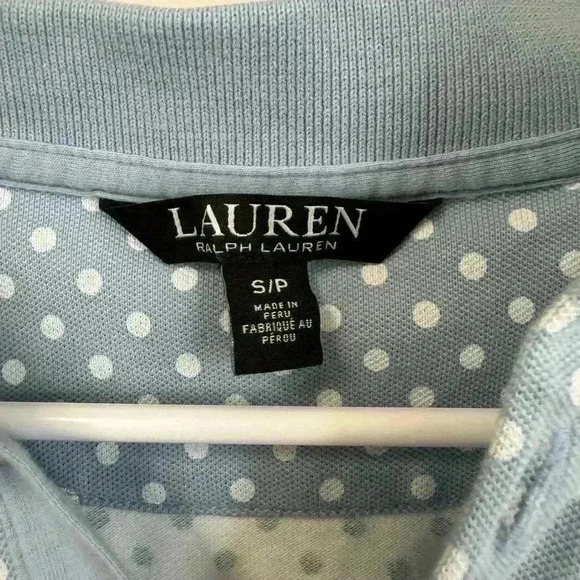 LAUREN
RALPH LAUREN
S/P
MADE IN
PERU
FABRIQUÉ AU
PÉROU